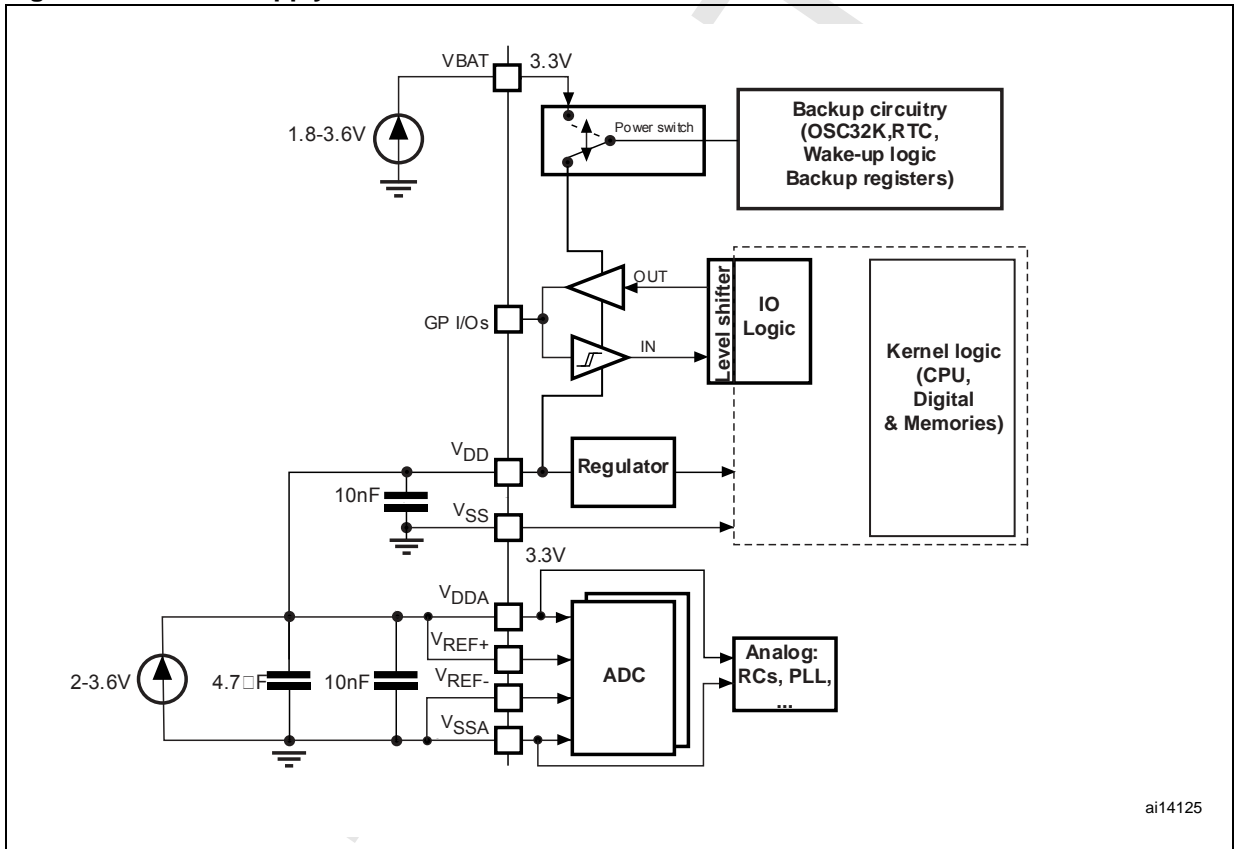 VBAT
3.3V
1.8-3.6V
Power switch
Backup circuitry
(OSC32K,RTC,
Wake-up logic
Backup registers)
GP I/Os
OUT
IN
Level shifter
IO
Logic
Kernel logic
(CPU,
Digital
& Memories)
VDD
10nF
VSS
Regulator
3.3V
VDDA
VREF+
VREF-
VSSA
2-3.6V
4.7□F
10nF
ADC
Analog:
RCs, PLL,
...
ai14125